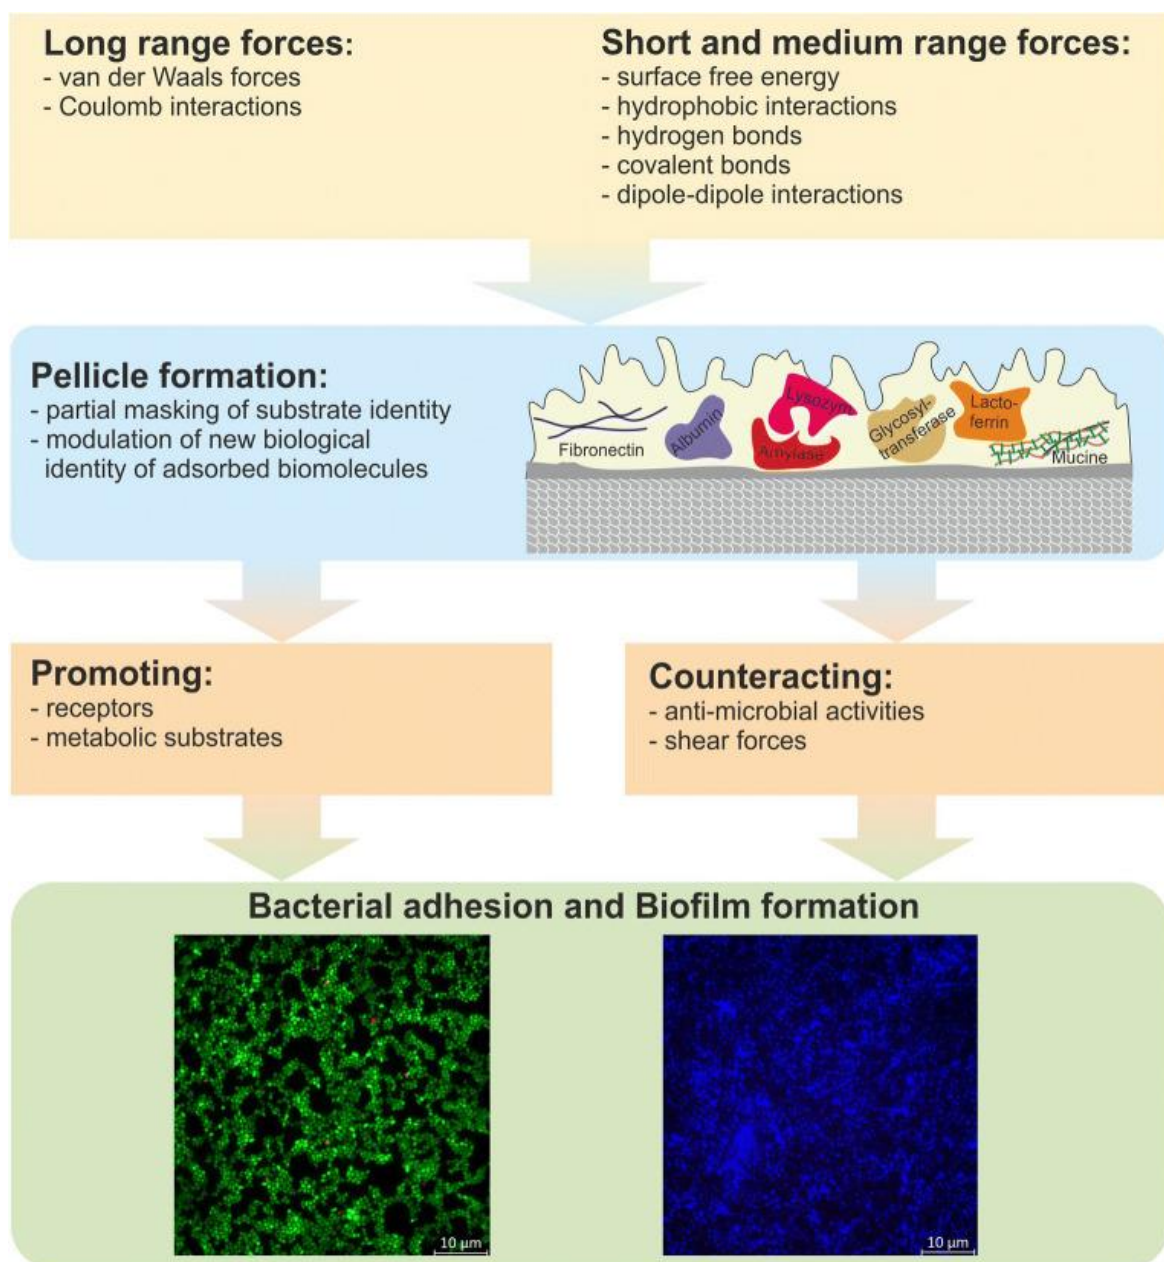 Long range forces:
- van der Waals forces
- Coulomb interactions
Short and medium range forces:
- surface free energy
- hydrophobic interactions
- hydrogen bonds
- covalent bonds
- dipole-dipole interactions
Pellicle formation:
- partial masking of substrate identity
- modulation of new biological
identity of adsorbed biomolecules
Fibronectin
Albumin
Lysozym
Amylase
Glycosyl-
transferase
Lacto-
ferrin
Mucine
Promoting:
- receptors
- metabolic substrates
Counteracting:
- anti-microbial activities
- shear forces
Bacterial adhesion and Biofilm formation
10 µm
10 µm